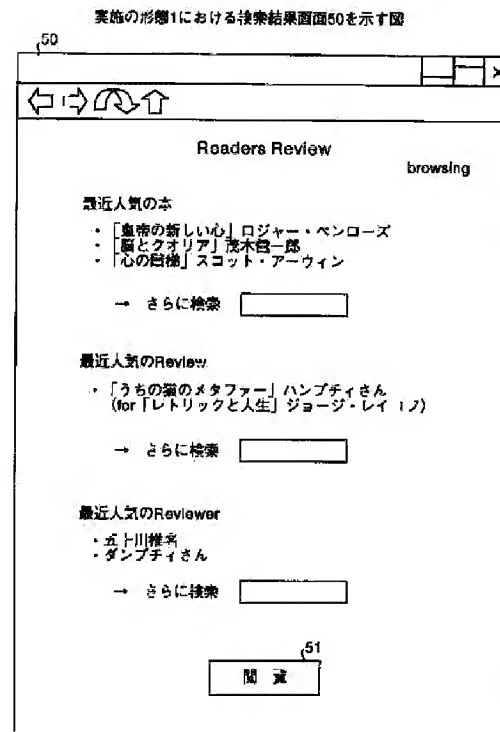 実施の形態1における検索結果画面50を示す図
50
Readers Review
browsing
最近人気の本
・「皇帝の新しい心」ロジャー・ペンローズ
・「脳とクオリア」茂木健一郎
・「心の 」スコット・アーウィン
→ さらに検索
最近人気のReview
・「うちの猫のメタファー」ハンプティさん
(for「レトリックと人生」ジョージ・レイ )
→ さらに検索
最近人気のReviewer
・五十川椎名
・ダンプティさん
→ さらに検索
51
閲 覧